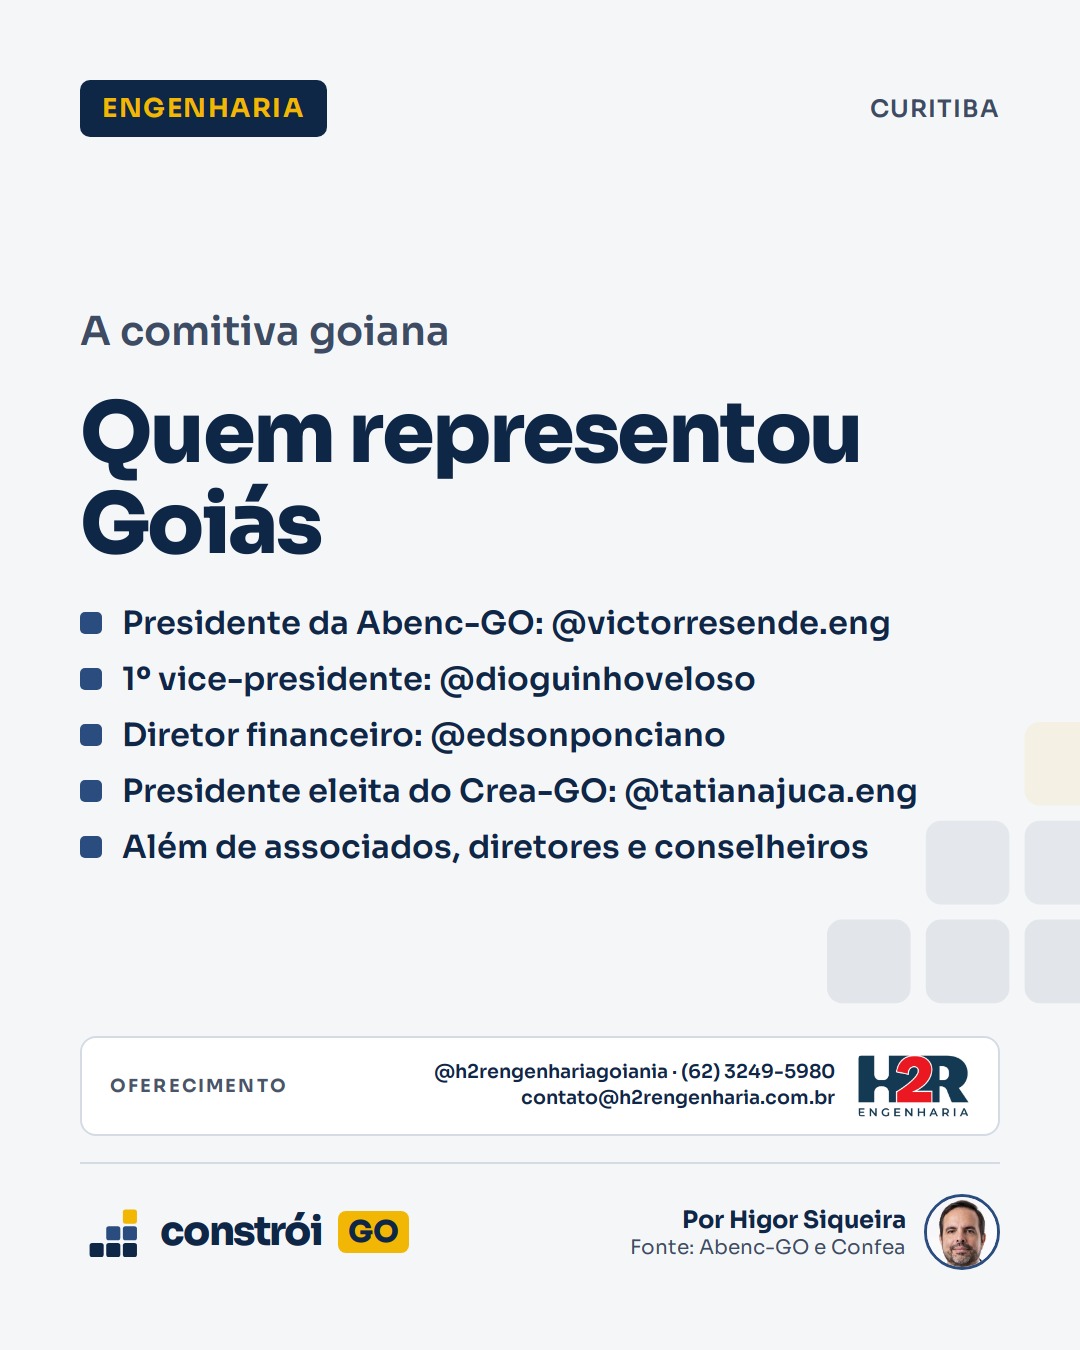 ENGENHARIA
CURITIBA
A comitiva goiana
Quem representou
Goiás
Presidente da Abenc-GO: @victorresende.eng
1º vice-presidente: @dioguinhoveloso
Diretor financeiro: @edsonponciano
Presidente eleita do Crea-GO: @tatianajuca.eng
Além de associados, diretores e conselheiros
OFERECIMENTO
@h2rengenhariagoiania · (62) 3249-5980
contato@h2rengenharia.com.br
H2R
ENGENHARIA
constrói GO
Por Higor Siqueira
Fonte: Abenc-GO e Confea